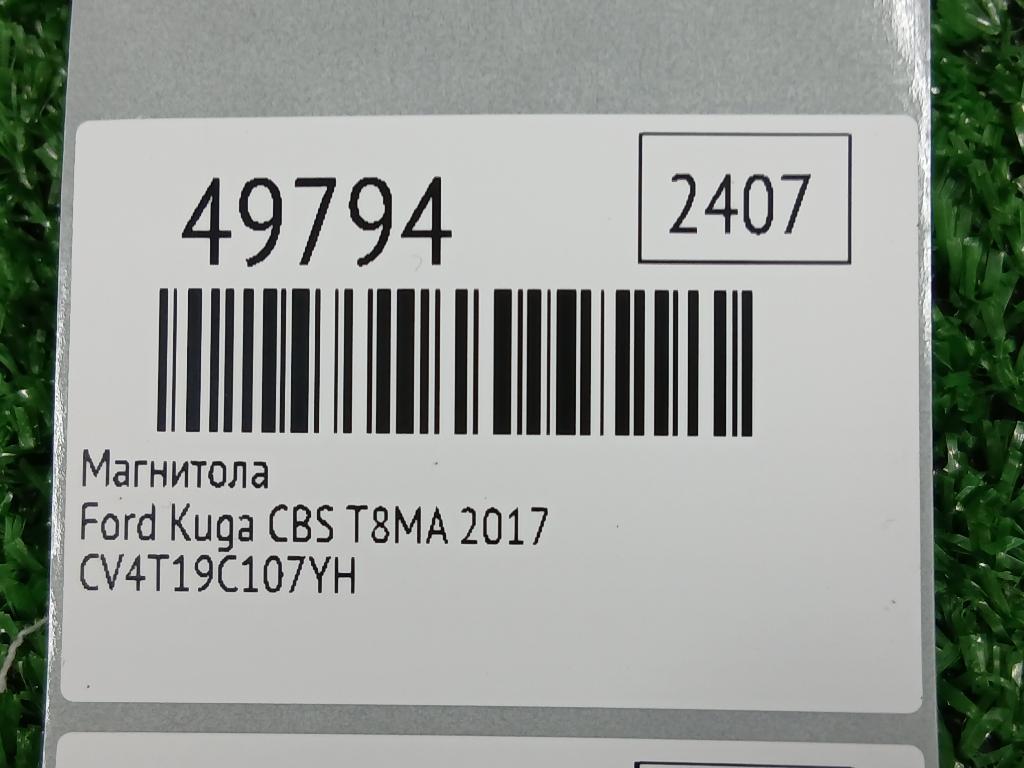 49794
2407
Магнитола
Ford Kuga CBS T8MA 2017
CV4T19C107YH